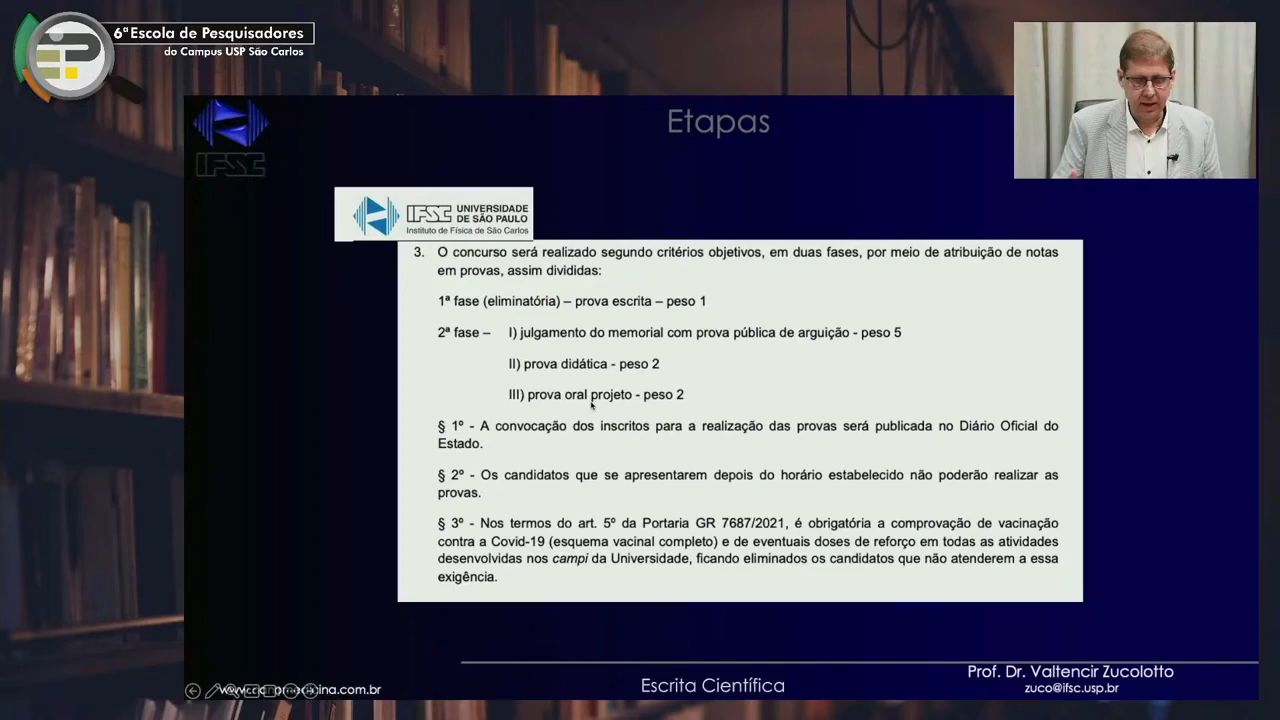 6ª Escola de Pesquisadores
do Campus USP São Carlos
Etapas
IFSC
IFSC UNIVERSIDADE
DE SÃO PAULO
Instituto de Física de São Carlos
3. O concurso será realizado segundo critérios objetivos, em duas fases, por meio de atribuição de notas
em provas, assim divididas:
1ª fase (eliminatória) – prova escrita – peso 1
2ª fase – I) julgamento do memorial com prova pública de arguição - peso 5
II) prova didática - peso 2
III) prova oral projeto - peso 2
§ 1º - A convocação dos inscritos para a realização das provas será publicada no Diário Oficial do
Estado.
§ 2º - Os candidatos que se apresentarem depois do horário estabelecido não poderão realizar as
provas.
§ 3º - Nos termos do art. 5º da Portaria GR 7687/2021, é obrigatória a comprovação de vacinação
contra a Covid-19 (esquema vacinal completo) e de eventuais doses de reforço em todas as atividades
desenvolvidas nos campi da Universidade, ficando eliminados os candidatos que não atenderem a essa
exigência.
Prof. Dr. Valtencir Zucolotto
zuco@ifsc.usp.br
Escrita Científica